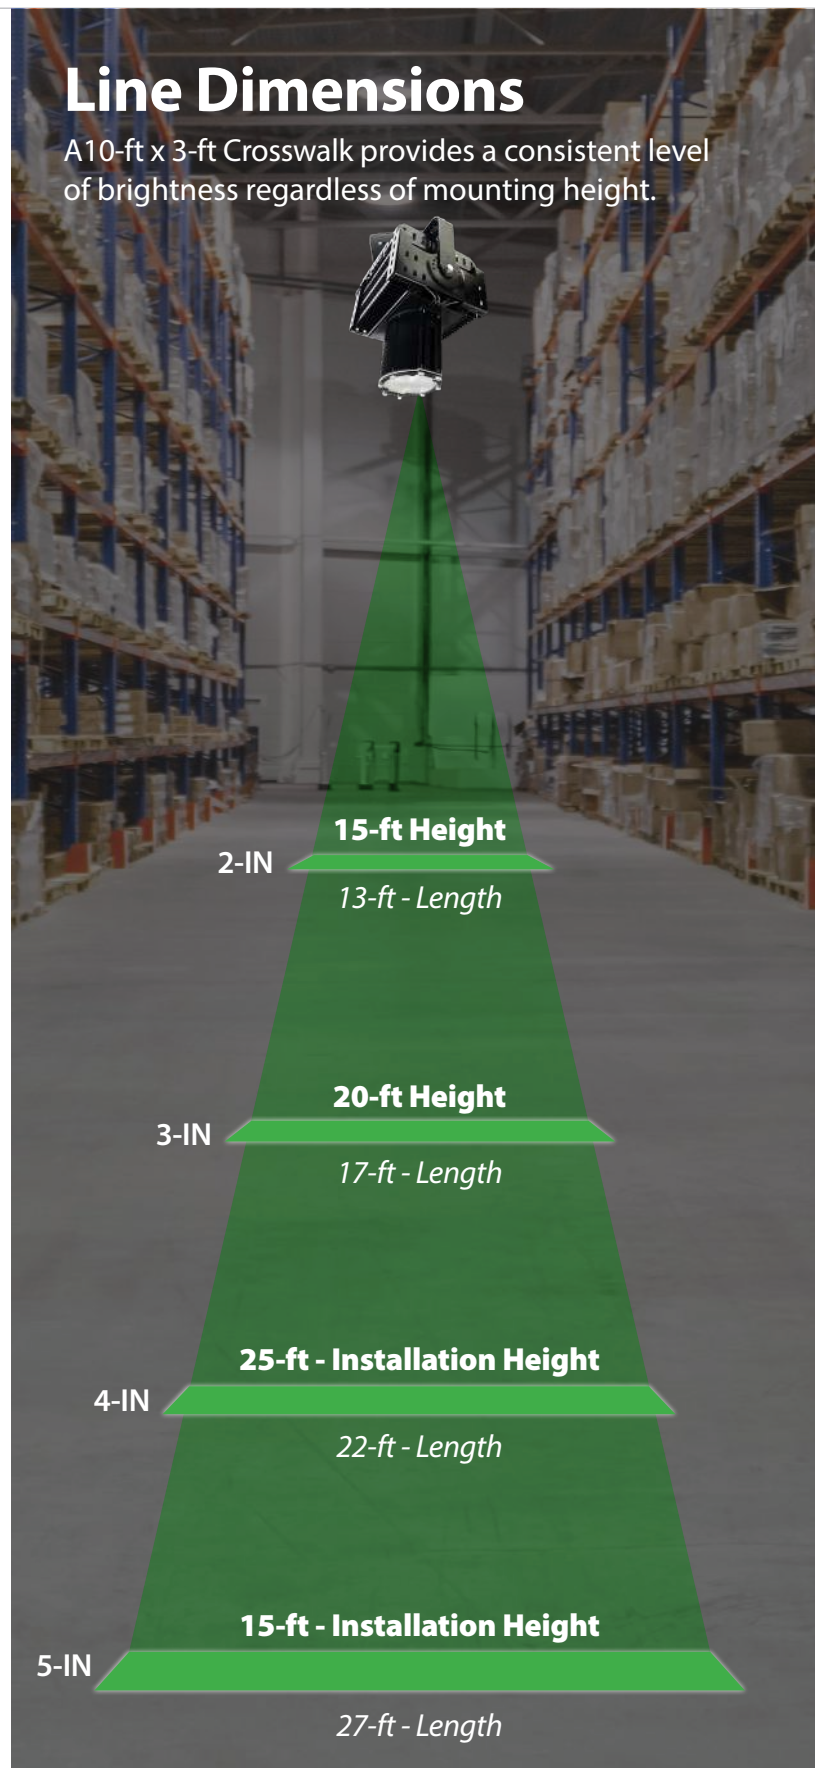 Line Dimensions
A10-ft x 3-ft Crosswalk provides a consistent level
of brightness regardless of mounting height.
15-ft Height
2-IN
13-ft - Length
20-ft Height
3-IN
17-ft - Length
25-ft - Installation Height
4-IN
22-ft - Length
15-ft - Installation Height
5-IN
27-ft - Length